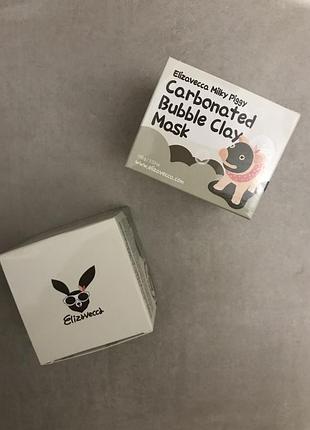 Elizavecca Milky Piggy
Carbonated
Bubble Clay
Mask
www.elizavecca.com
Elizavecca